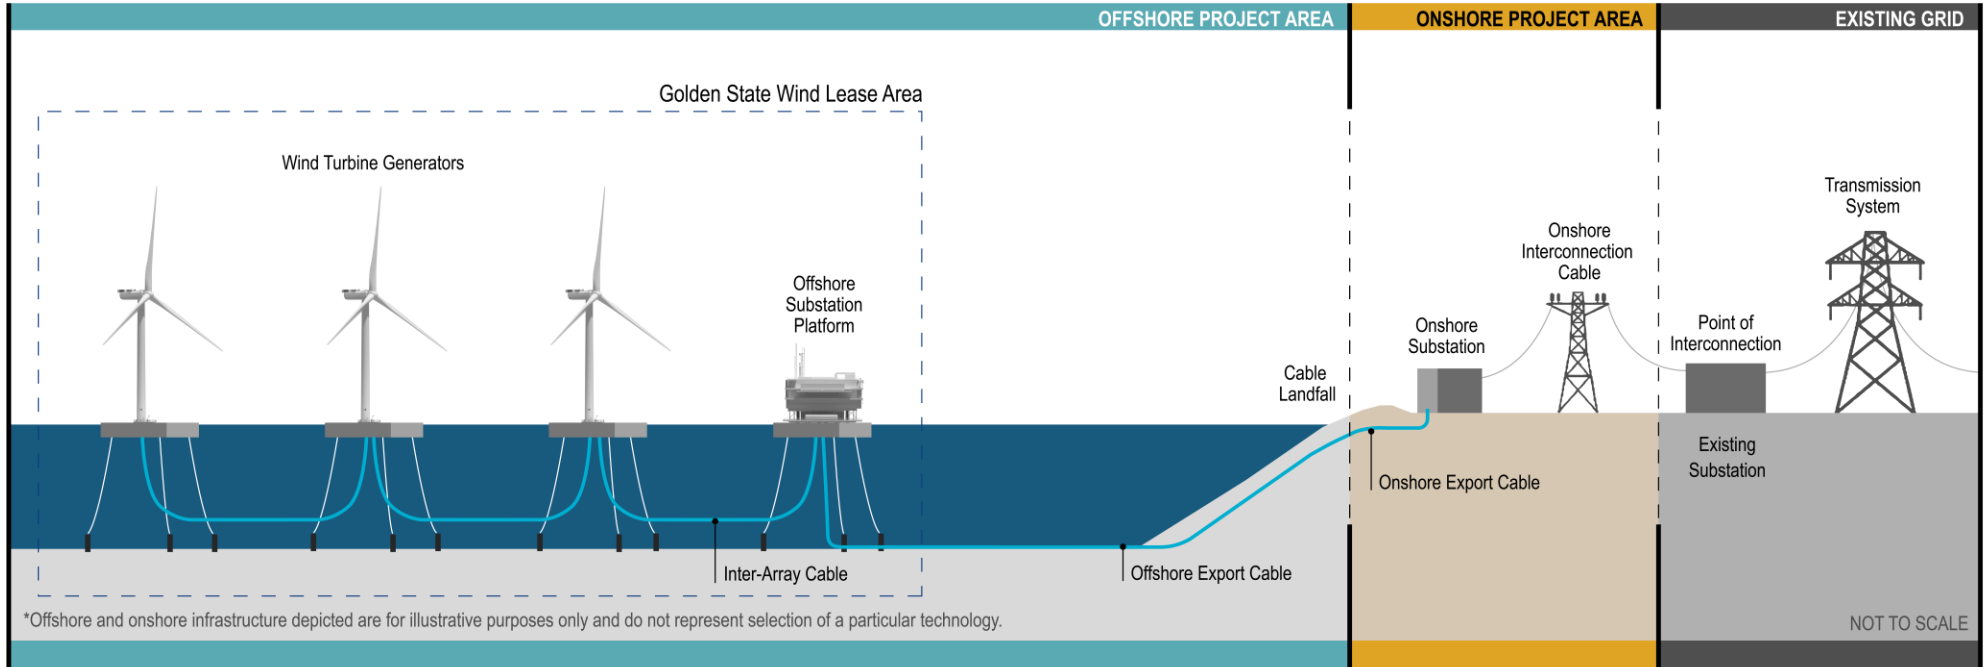 OFFSHORE PROJECT AREA
ONSHORE PROJECT AREA
EXISTING GRID
Golden State Wind Lease Area
Wind Turbine Generators
Offshore
Substation
Platform
Cable
Landfall
Onshore
Substation
Onshore
Interconnection
Cable
Point of
Interconnection
Transmission
System
Existing
Substation
Onshore Export Cable
Inter-Array Cable
Offshore Export Cable
*Offshore and onshore infrastructure depicted are for illustrative purposes only and do not represent selection of a particular technology.
NOT TO SCALE